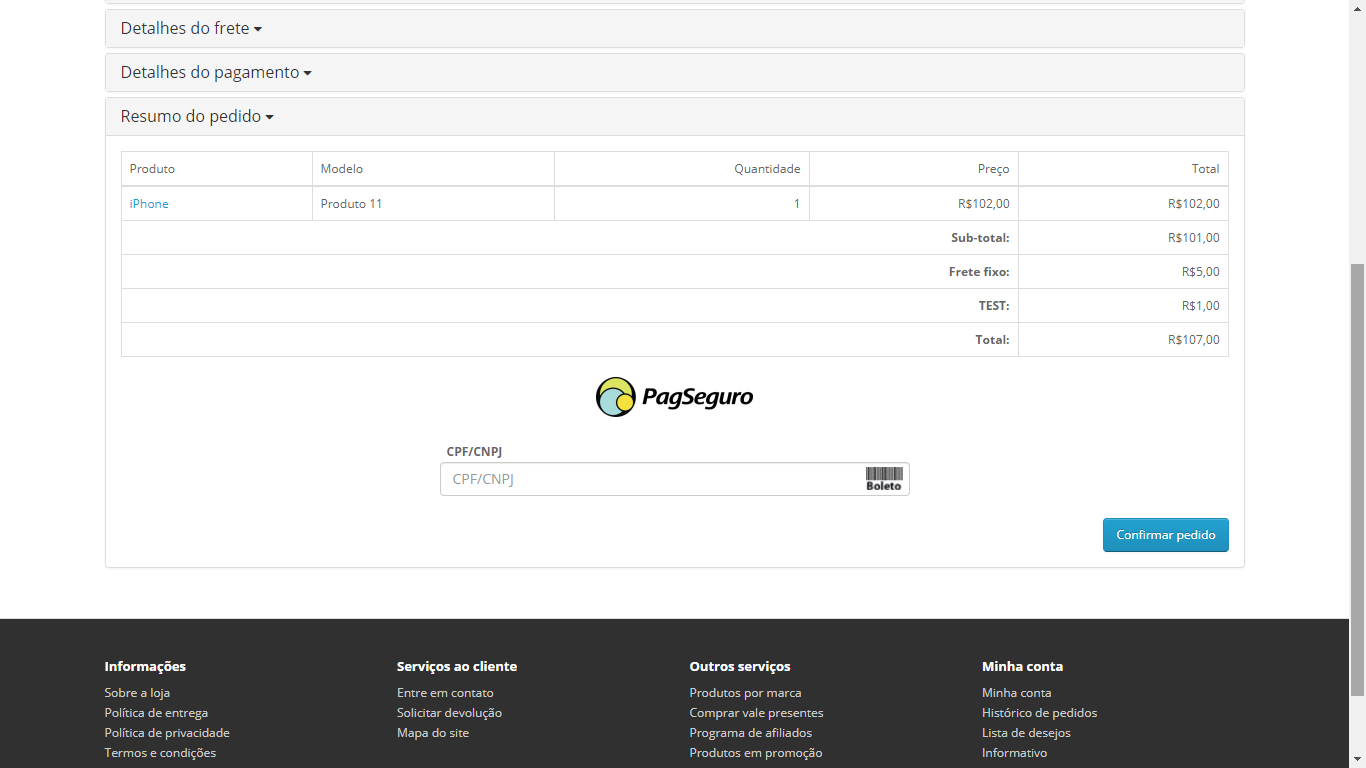 Detalhes do frete
Detalhes do pagamento
Resumo do pedido
Produto Modelo Quantidade Preço Total
iPhone Produto 11 1 R$102,00 R$102,00
Sub-total: R$101,00
Frete fixo: R$5,00
TEST: R$1,00
Total: R$107,00
PagSeguro
CPF/CNPJ
CPF/CNPJ Boleto
Confirmar pedido
Informações Serviços ao cliente Outros serviços Minha conta
Sobre a loja Entre em contato Produtos por marca Minha conta
Política de entrega Solicitar devolução Comprar vale presentes Histórico de pedidos
Política de privacidade Mapa do site Programa de afiliados Lista de desejos
Termos e condições Produtos em promoção Informativo